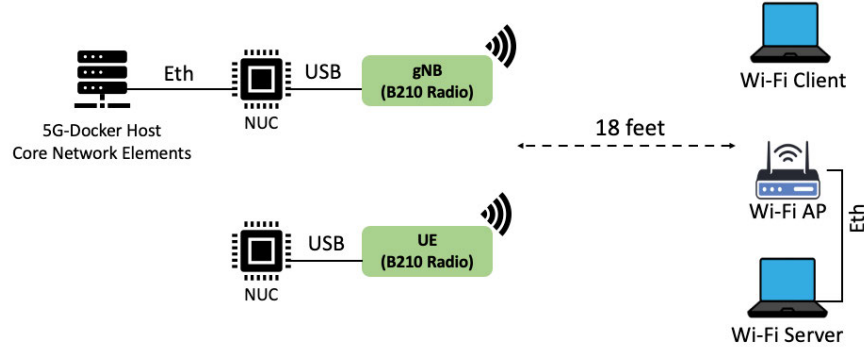 Eth
USB
gNB
(B210 Radio)
NUC
5G-Docker Host
Core Network Elements
Wi-Fi Client
18 feet
Wi-Fi AP
Eth
USB
UE
(B210 Radio)
NUC
Wi-Fi Server